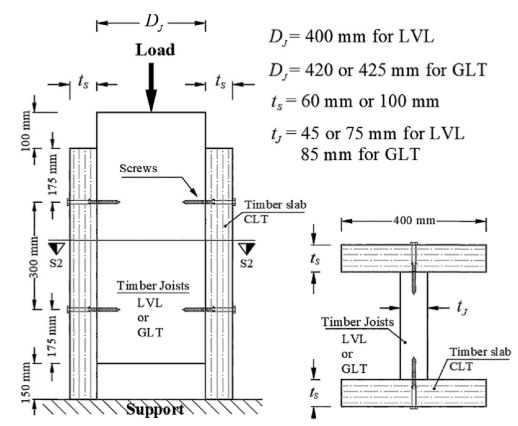 D_J
Load
t_s
t_s
D_J= 400 mm for LVL
D_J= 420 or 425 mm for GLT
t_s = 60 mm or 100 mm
t_J = 45 or 75 mm for LVL
85 mm for GLT
100 mm
175 mm
300 mm
175 mm
150 mm
Screws
Timber slab
CLT
S2
S2
Timber Joists
LVL
or
GLT
Support
400 mm
t_s
t_J
Timber Joists
LVL
or
GLT
Timber slab
CLT
t_s